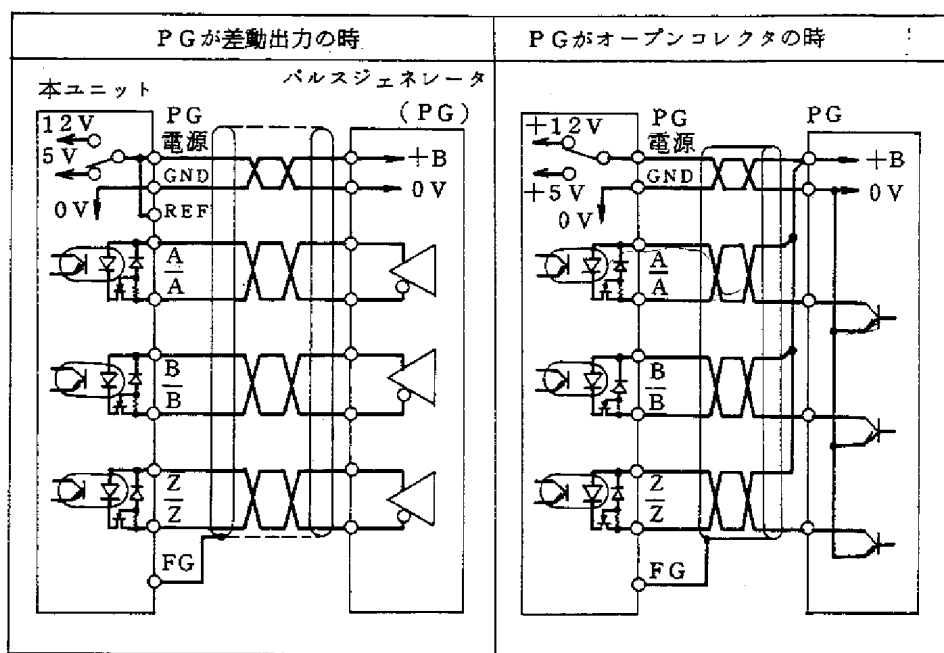 PGが差動出力の時
本ユニット
パルスジェネレータ
(PG)
12V
5V
0V
PG
電源
GND
REF
+B
0V
A
A
B
B
Z
Z
FG
PGがオープンコレクタの時
+12V
+5V
0V
PG
電源
GND
PG
+B
0V
A
A
B
B
Z
Z
FG